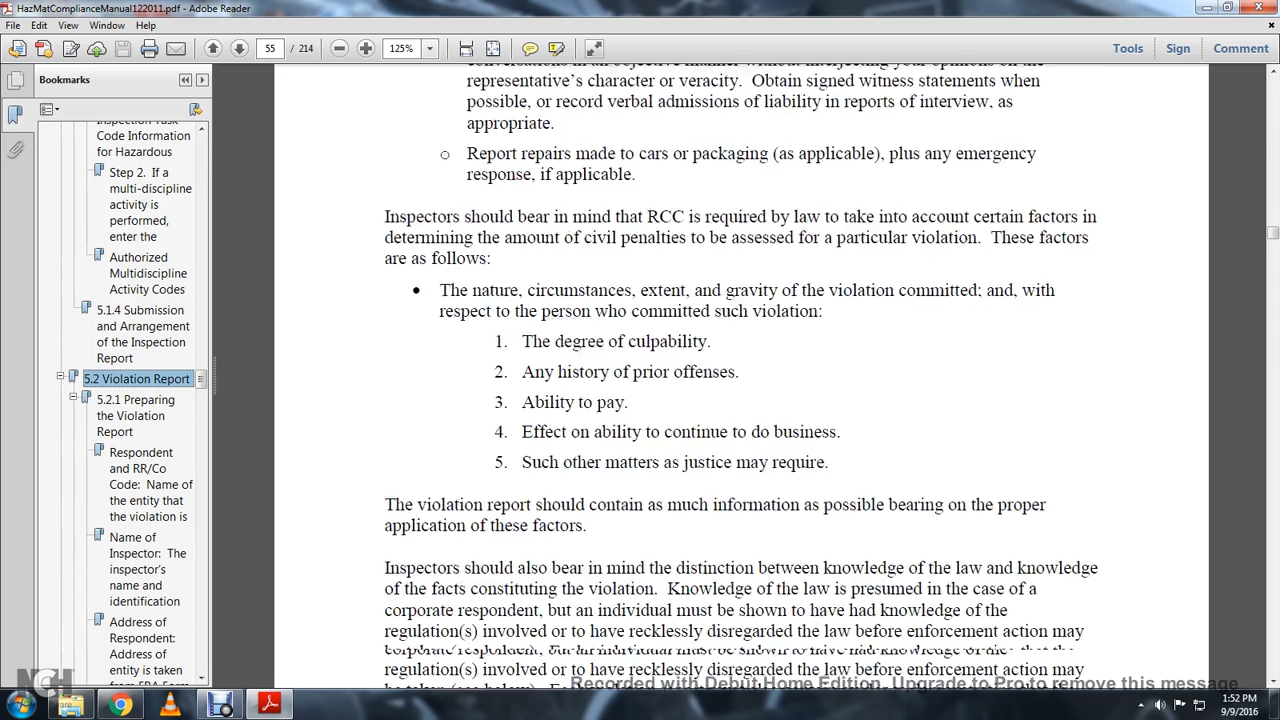 HazMatComplianceManual122011.pdf - Adobe Reader
File Edit View Window Help
55 / 214 125% Tools Sign Comment
Bookmarks
Inspection Task
Code Information
for Hazardous
Step 2. If a
multi-discipline
activity is
performed,
enter the
Authorized
Multidiscipline
Activity Codes
5.1.4 Submission
and Arrangement
of the Inspection
Report
5.2 Violation Report
5.2.1 Preparing
the Violation
Report
Respondent
and RR/Co
Code: Name of
the entity that
the violation is
Name of
Inspector: The
inspector's
name and
identification
Address of
Respondent:
Address of
entity is taken
conversations in an objective manner without interjecting your opinions on the
representative's character or veracity. Obtain signed witness statements when
possible, or record verbal admissions of liability in reports of interview, as
appropriate.
o Report repairs made to cars or packaging (as applicable), plus any emergency
response, if applicable.
Inspectors should bear in mind that RCC is required by law to take into account certain factors in
determining the amount of civil penalties to be assessed for a particular violation. These factors
are as follows:
• The nature, circumstances, extent, and gravity of the violation committed; and, with
respect to the person who committed such violation:
1. The degree of culpability.
2. Any history of prior offenses.
3. Ability to pay.
4. Effect on ability to continue to do business.
5. Such other matters as justice may require.
The violation report should contain as much information as possible bearing on the proper
application of these factors.
Inspectors should also bear in mind the distinction between knowledge of the law and knowledge
of the facts constituting the violation. Knowledge of the law is presumed in the case of a
corporate respondent, but an individual must be shown to have had knowledge of the
regulation(s) involved or to have recklessly disregarded the law before enforcement action may
regulation(s) involved or to have recklessly disregarded the law before enforcement action may
Recorded with Debut Home Edition. Upgrade to Pro to remove this message
NCH
1:52 PM
9/9/2016